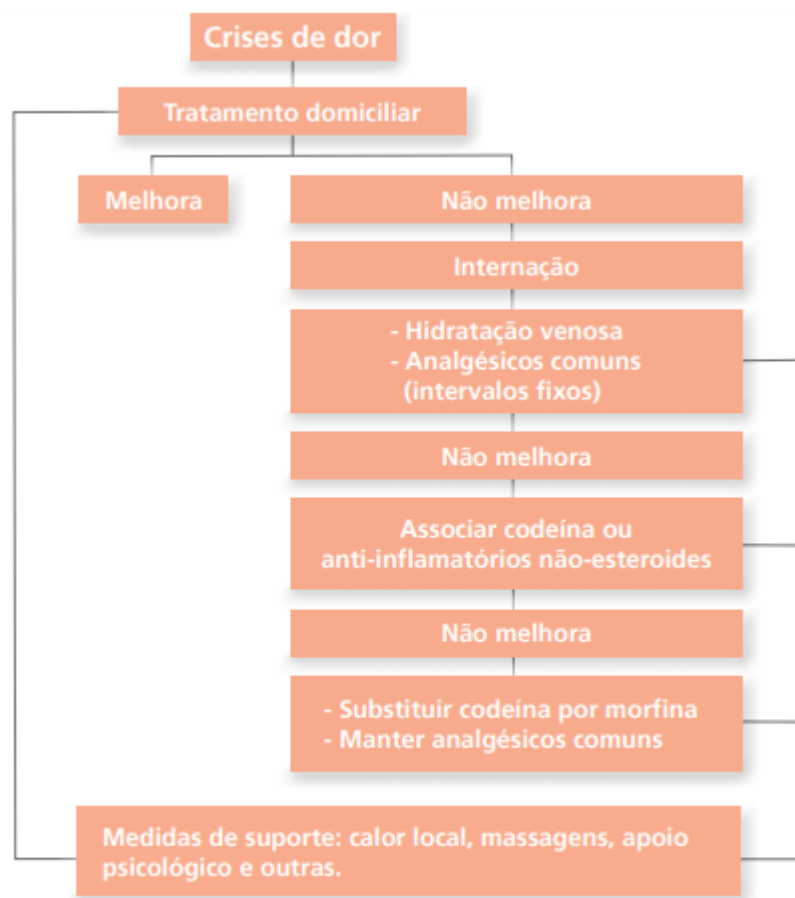 Crises de dor
Tratamento domiciliar
Melhora
Não melhora
Internação
- Hidratação venosa
- Analgésicos comuns
(intervalos fixos)
Não melhora
Associar codeína ou
anti-inflamatórios não-esteroides
Não melhora
- Substituir codeína por morfina
- Manter analgésicos comuns
Medidas de suporte: calor local, massagens, apoio
psicológico e outras.